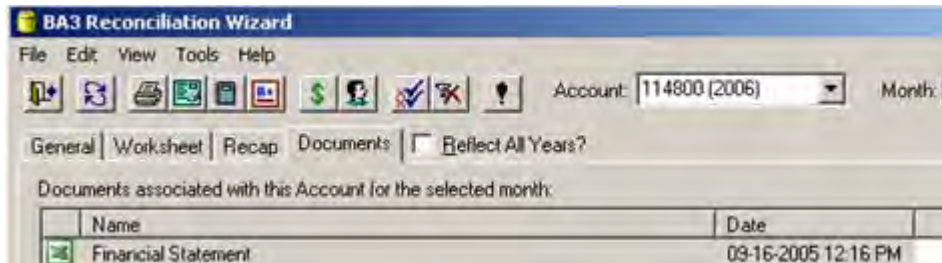 BA3 Reconciliation Wizard
File Edit View Tools Help
Account: 114800 (2006) Month:
General Worksheet Recap Documents Reflect All Years?
Documents associated with this Account for the selected month:
Name Date
Financial Statement 09-16-2005 12:16 PM